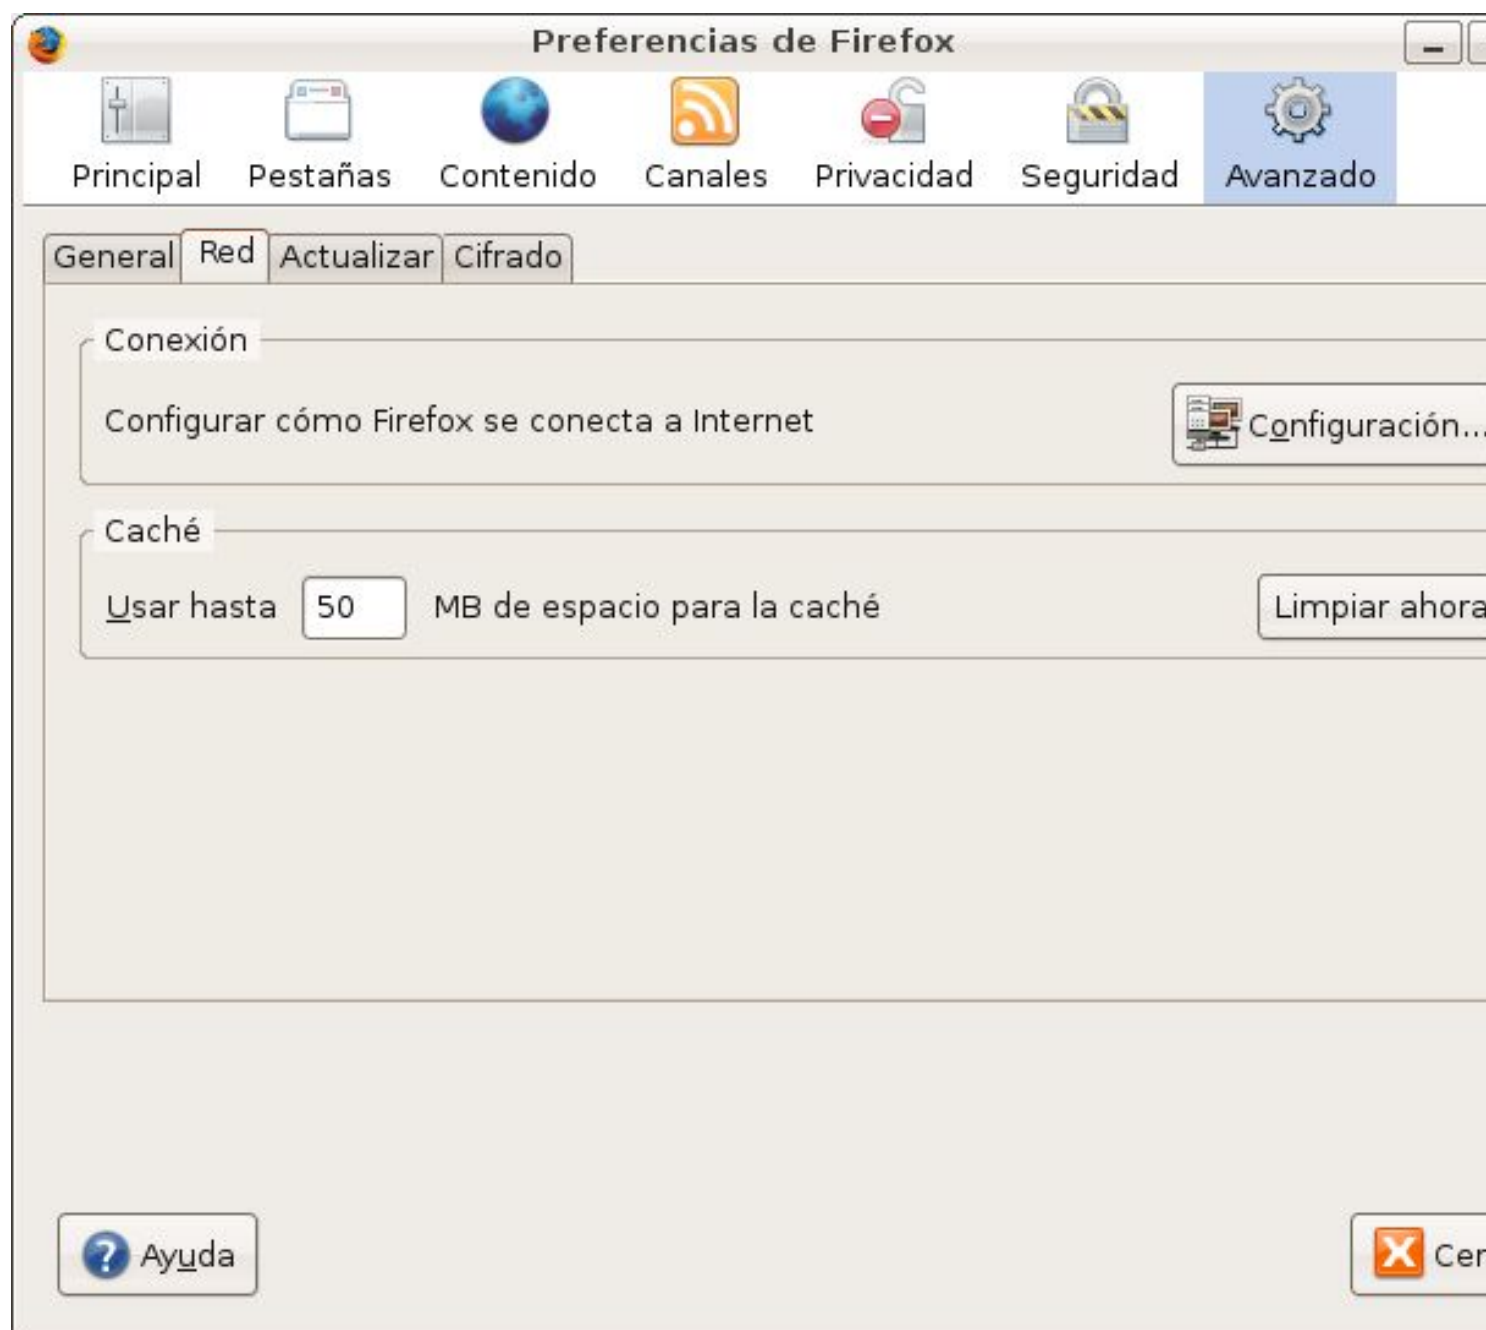 Preferencias de Firefox
Principal Pestañas Contenido Canales Privacidad Seguridad Avanzado
General Red Actualizar Cifrado
Conexión
Configurar cómo Firefox se conecta a Internet Configuración...
Caché
Usar hasta 50 MB de espacio para la caché Limpiar ahora
Ayuda